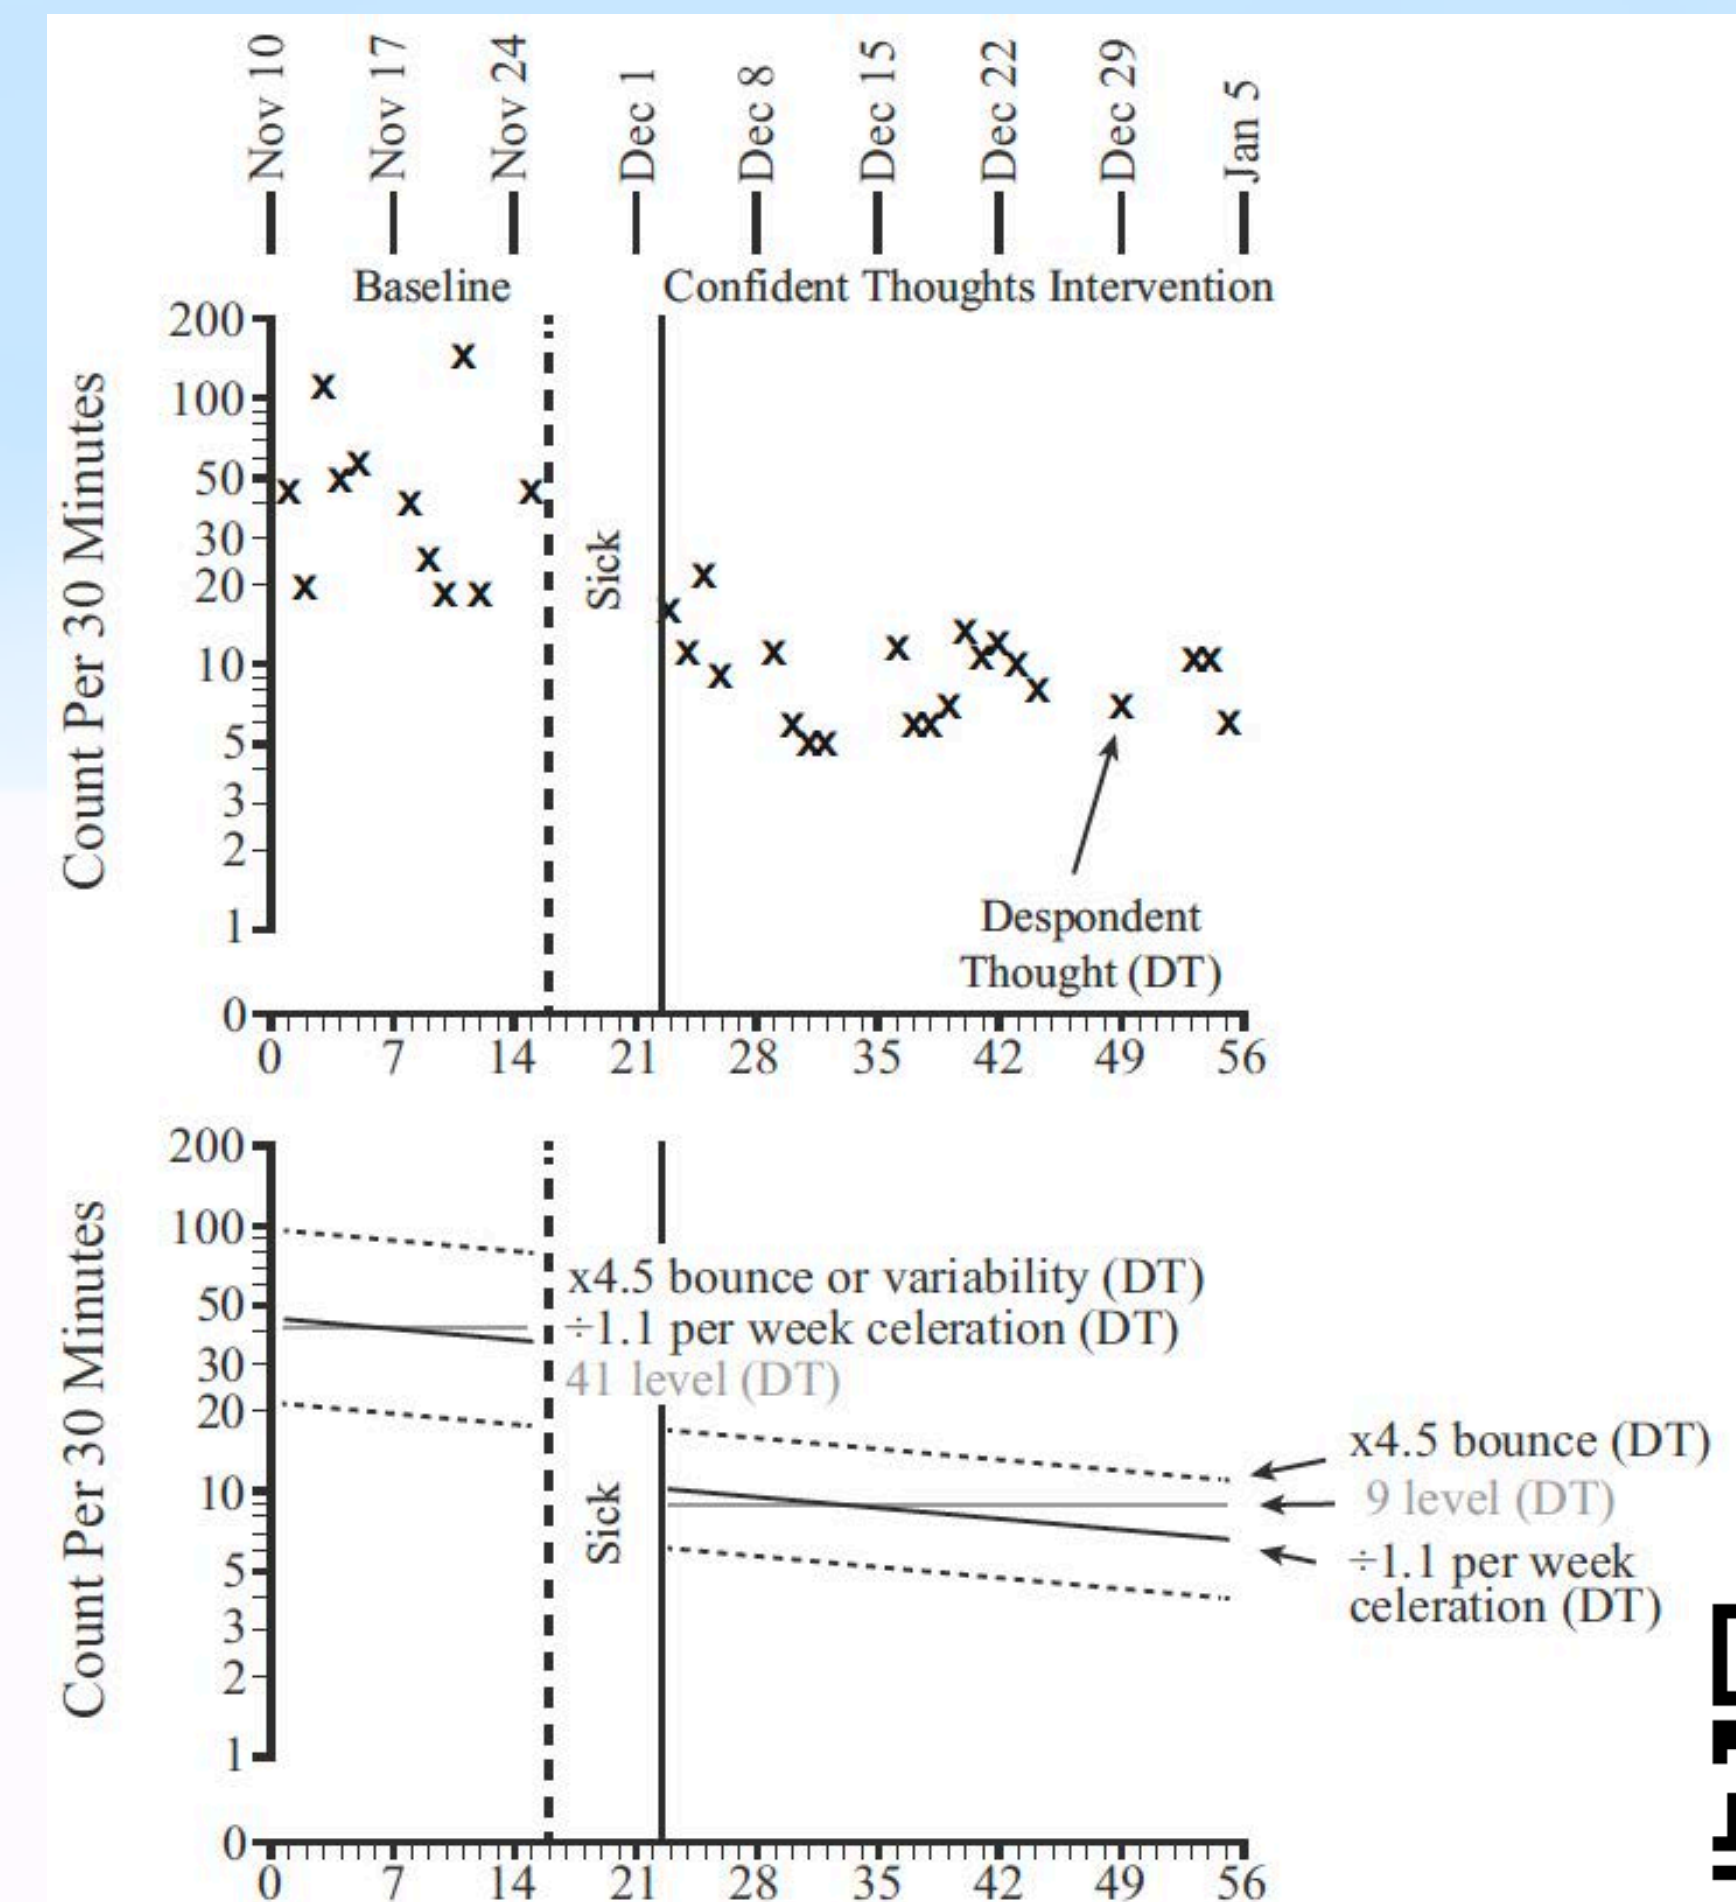 Nov 10
Nov 17
Nov 24
Dec 1
Dec 8
Dec 15
Dec 22
Dec 29
Jan 5
Baseline
Confident Thoughts Intervention
Count Per 30 Minutes
200
100
50
30
20
10
5
3
2
1
0
Sick
Despondent
Thought (DT)
0 7 14 21 28 35 42 49 56
Count Per 30 Minutes
200
100
50
30
20
10
5
3
2
1
0
x4.5 bounce or variability (DT)
÷1.1 per week celeration (DT)
41 level (DT)
Sick
x4.5 bounce (DT)
9 level (DT)
÷1.1 per week
celeration (DT)
0 7 14 21 28 35 42 49 56